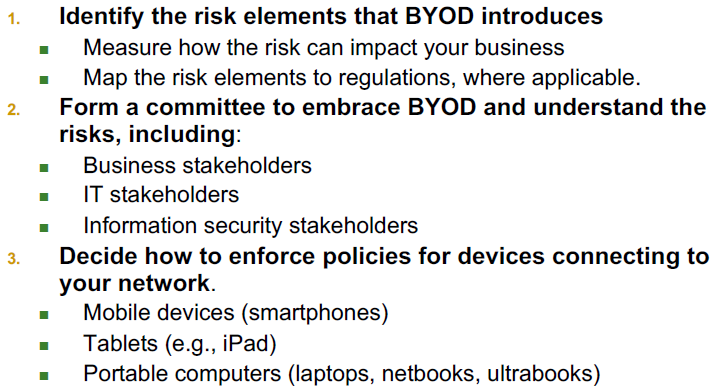 1. Identify the risk elements that BYOD introduces
■ Measure how the risk can impact your business
■ Map the risk elements to regulations, where applicable.
2. Form a committee to embrace BYOD and understand the
risks, including:
■ Business stakeholders
■ IT stakeholders
■ Information security stakeholders
3. Decide how to enforce policies for devices connecting to
your network.
■ Mobile devices (smartphones)
■ Tablets (e.g., iPad)
■ Portable computers (laptops, netbooks, ultrabooks)